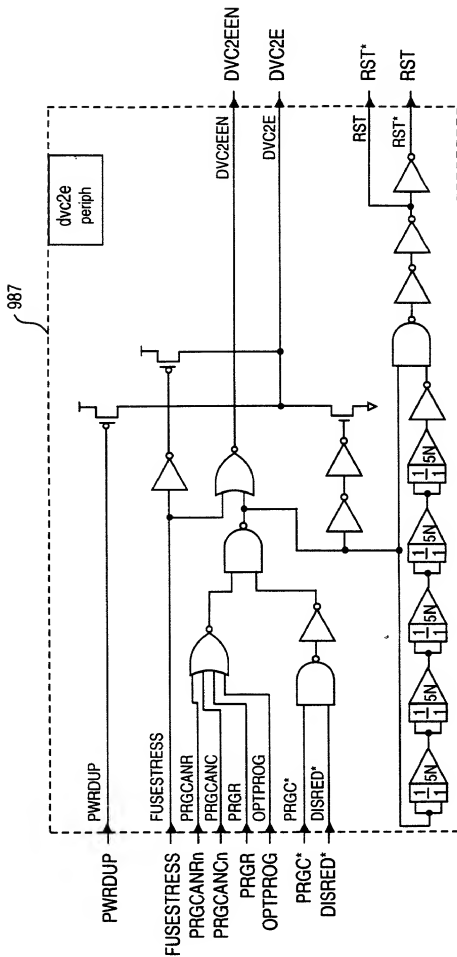 987
dvc2e
periph
PWRDUP
PWRDUP
FUSESTRESS
FUSESTRESS
PRGCANRn
PRGCANR
PRGCANCn
PRGCANC
PRGR
PRGR
OPTPROG
OPTPROG
PRGC*
PRGC*
DISRED*
DISRED*
DVC2EEN
DVC2EEN
DVC2E
DVC2E
RST
RST*
RST*
RST
1
1
5N
1
1
5N
1
1
5N
1
1
5N
1
1
5N